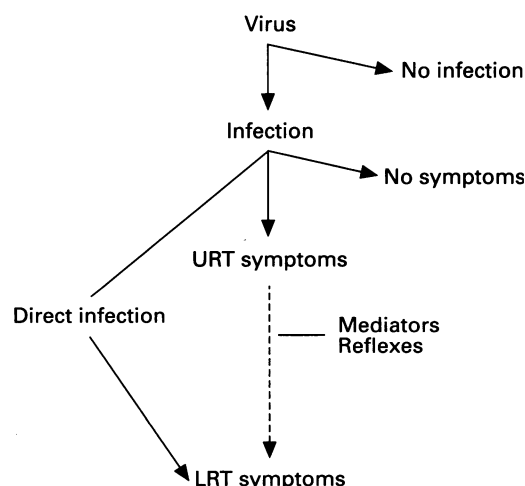 Virus
No infection
Infection
No symptoms
URT symptoms
Direct infection
Mediators
Reflexes
LRT symptoms